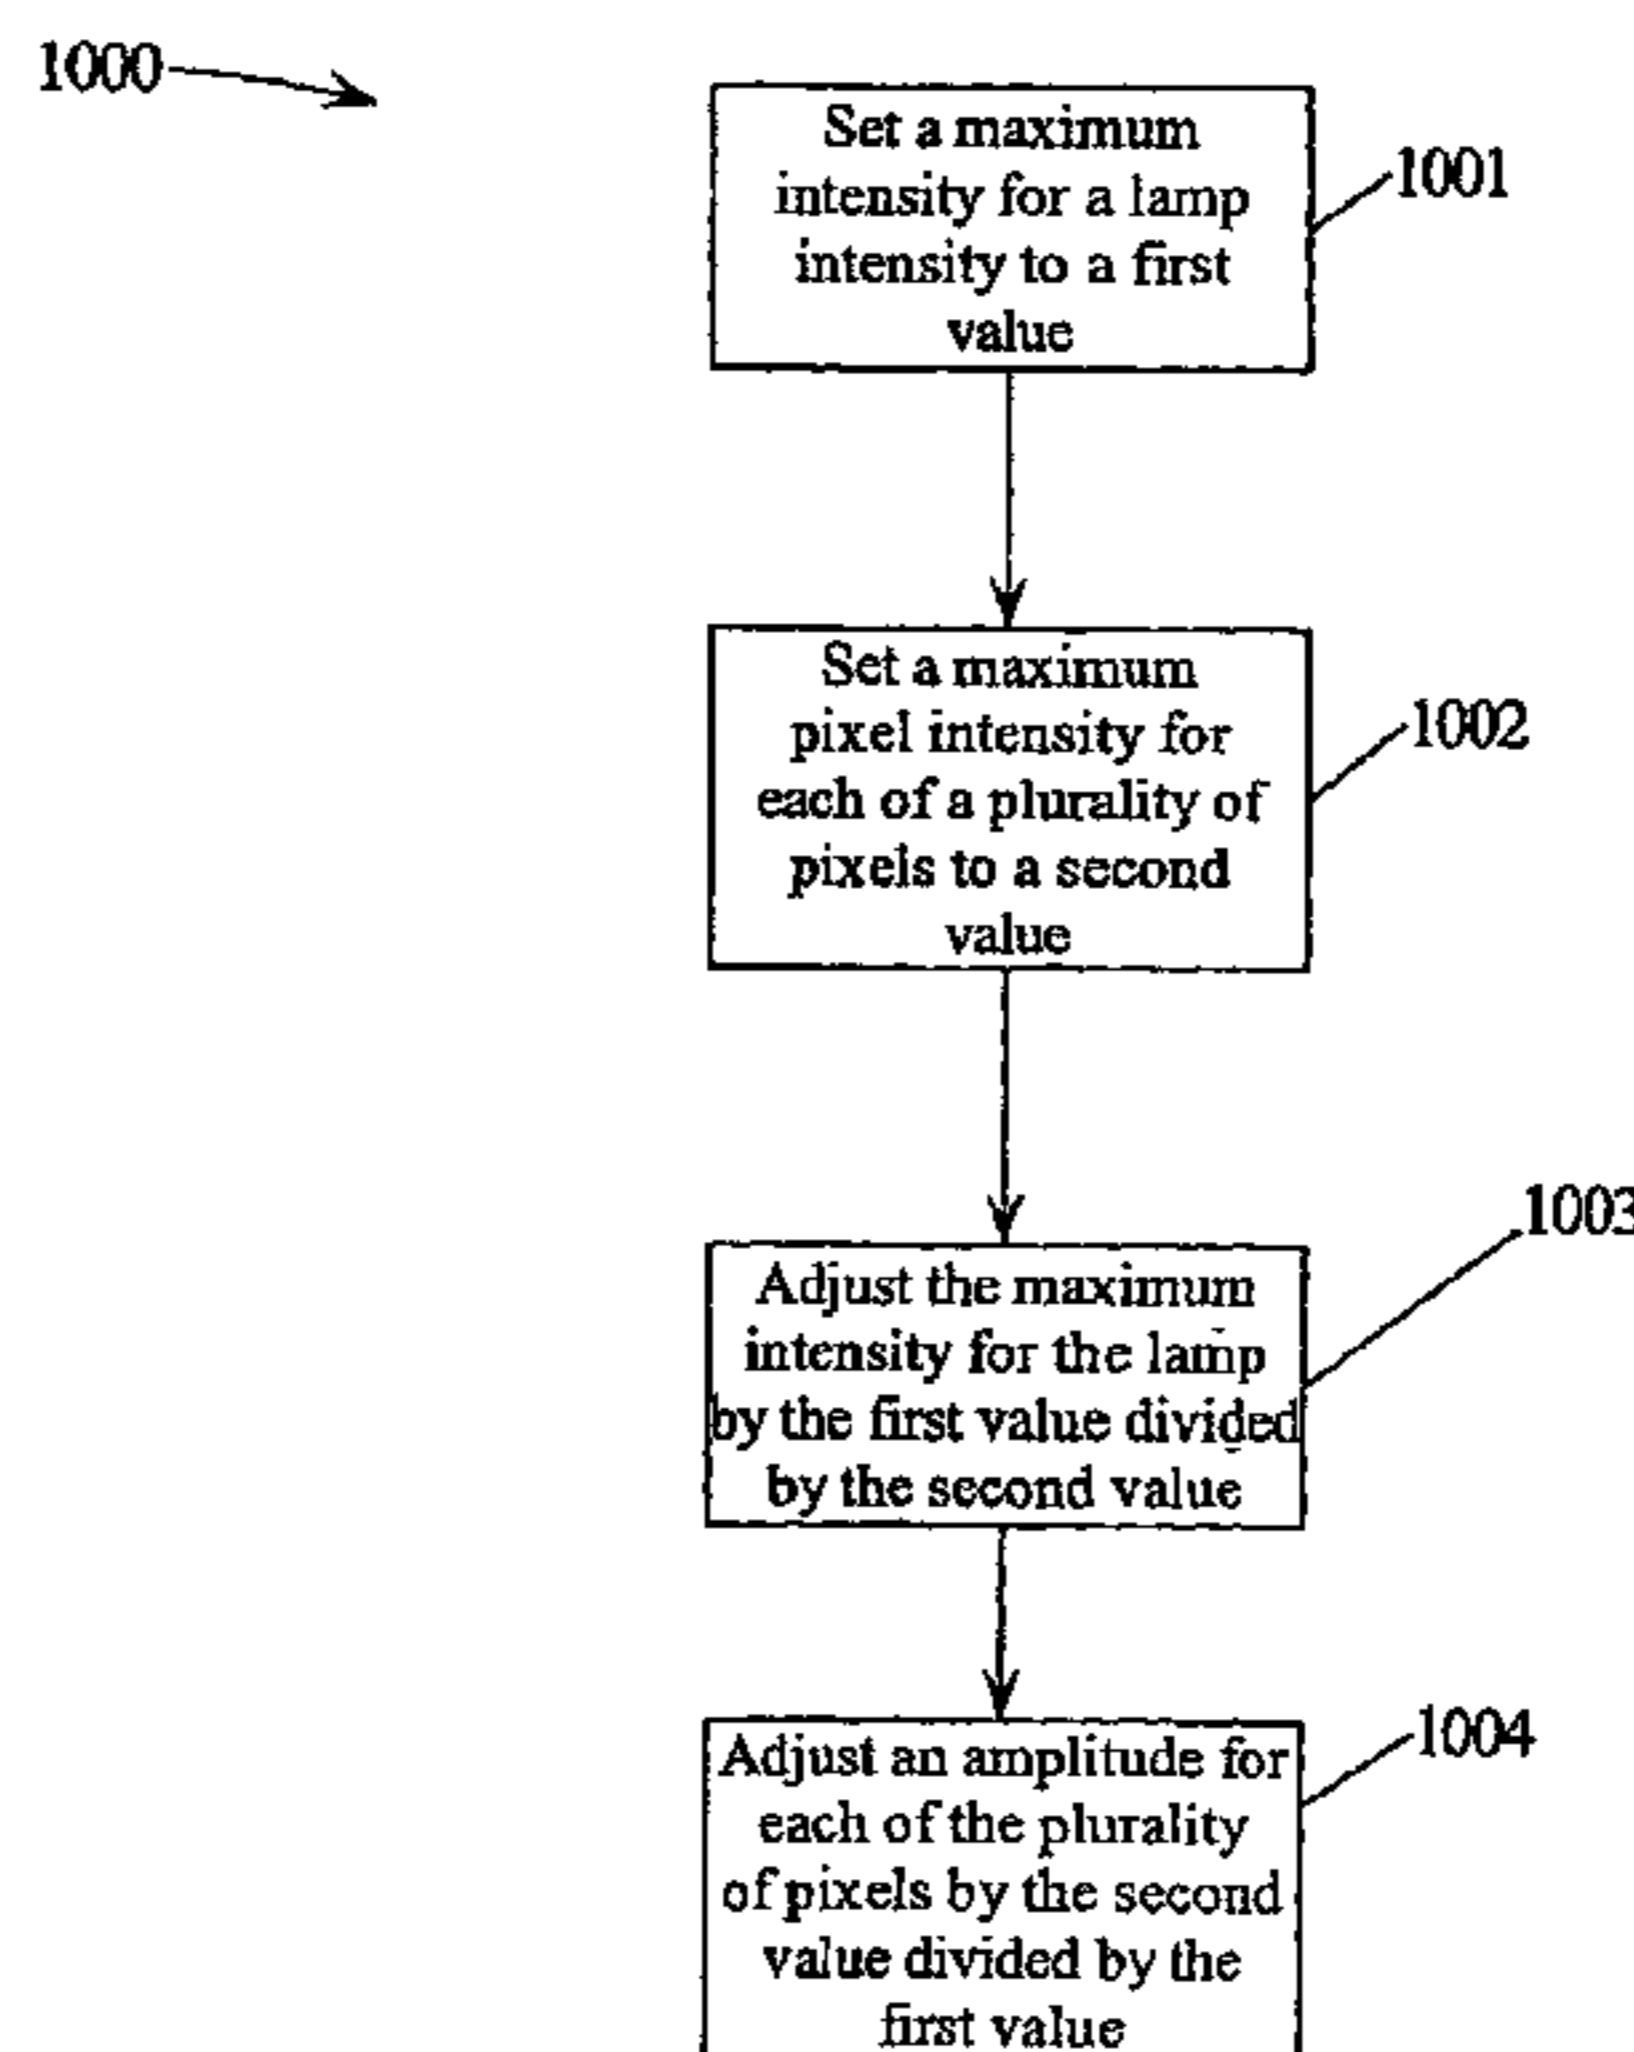 1000
Set a maximum
intensity for a lamp
intensity to a first
value
1001
Set a maximum
pixel intensity for
each of a plurality of
pixels to a second
value
1002
Adjust the maximum
intensity for the lamp
by the first value divided
by the second value
1003
Adjust an amplitude for
each of the plurality
of pixels by the second
value divided by the
first value
1004